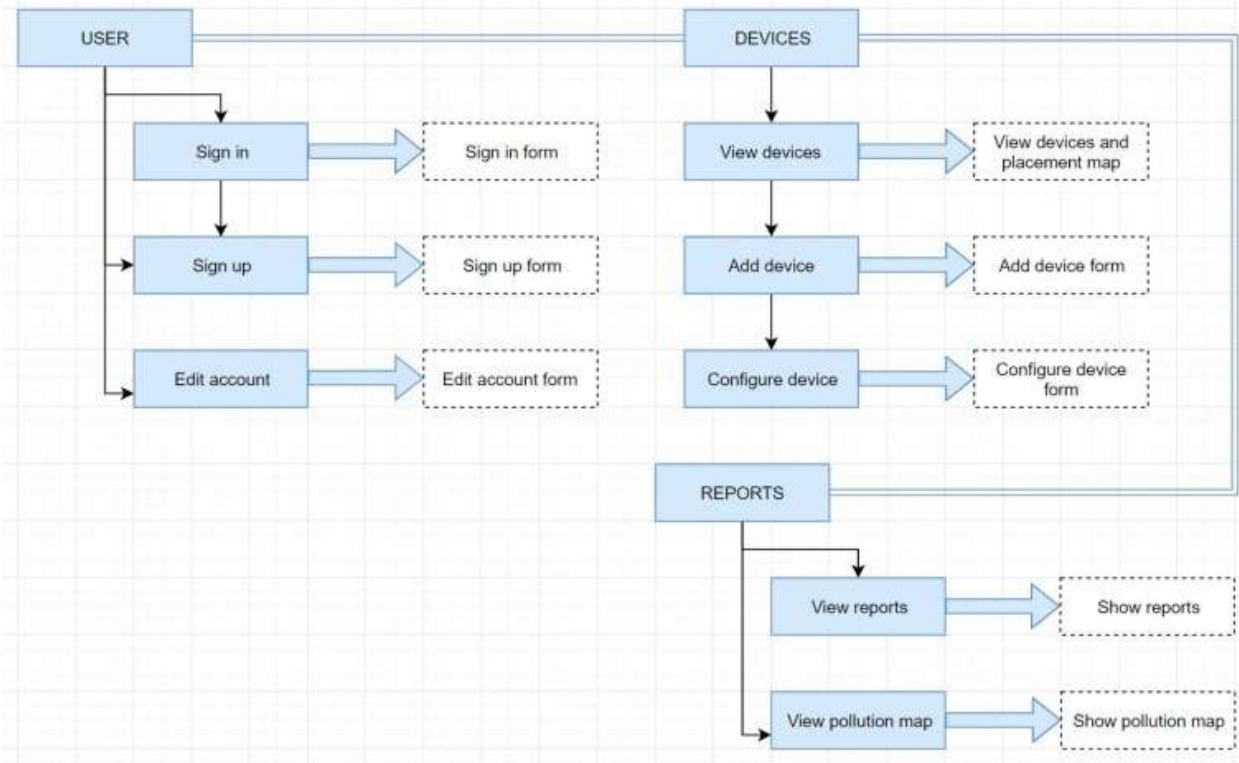 USER
DEVICES
Sign in
Sign in form
View devices
View devices and
placement map
Sign up
Sign up form
Add device
Add device form
Edit account
Edit account form
Configure device
Configure device
form
REPORTS
View reports
Show reports
View pollution map
Show pollution map